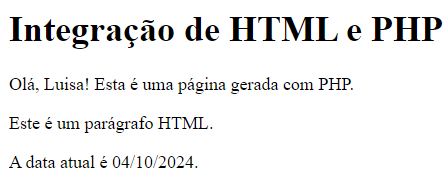 Integração de HTML e PHP
Olá, Luisa! Esta é uma página gerada com PHP.
Este é um parágrafo HTML.
A data atual é 04/10/2024.